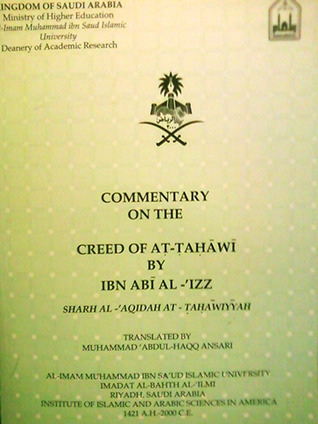 KINGDOM OF SAUDI ARABIA
Ministry of Higher Education
l-Imam Muhammad ibn Saud Islamic
University
Deanery of Academic Research
COMMENTARY
ON THE
CREED OF AT-ṬAḤĀWĪ
BY
IBN ABĪ AL-'IZZ
SHARH AL-'AQIDAH AT-ṬAḤĀWIYYAH
TRANSLATED BY
MUHAMMAD 'ABDUL-HAQQ ANSARI
AL-IMAM MUHAMMAD IBN SA'UD ISLAMIC UNIVERSITY
IMADAT AL-BAHTH AL-'ILMI
RIYADH, SAUDI ARABIA
INSTITUTE OF ISLAMIC AND ARABIC SCIENCES IN AMERICA
1421 A.H.-2000 C.E.